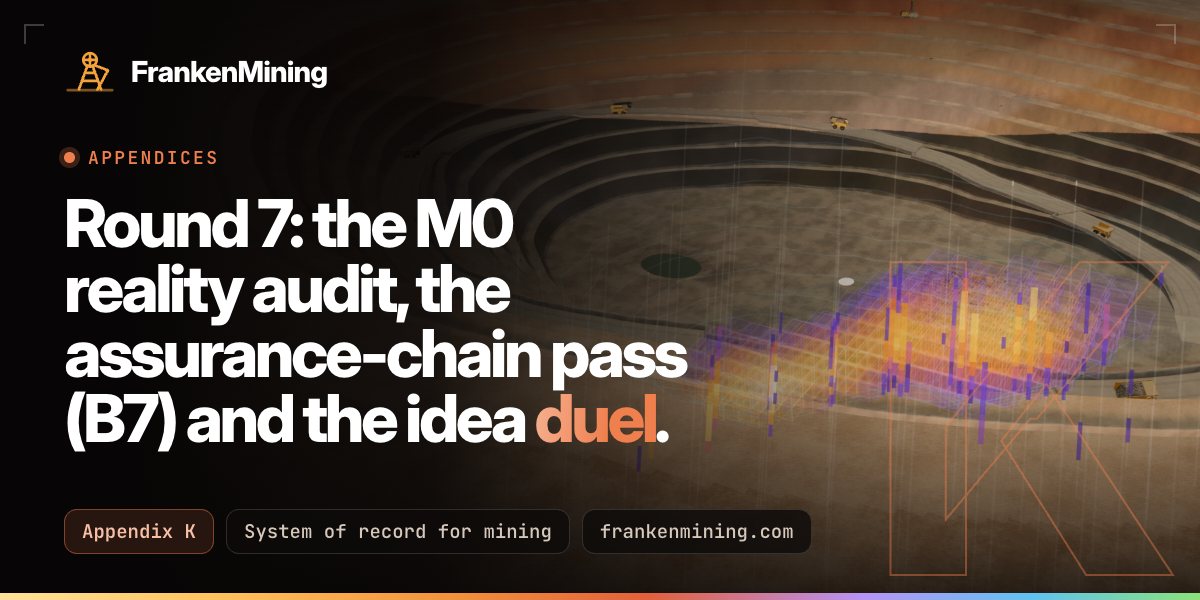 FrankenMining
APPENDICES
Round 7: the M0
reality audit, the
assurance-chain pass
(B7) and the idea duel.
Appendix K
System of record for mining
frankenmining.com
K